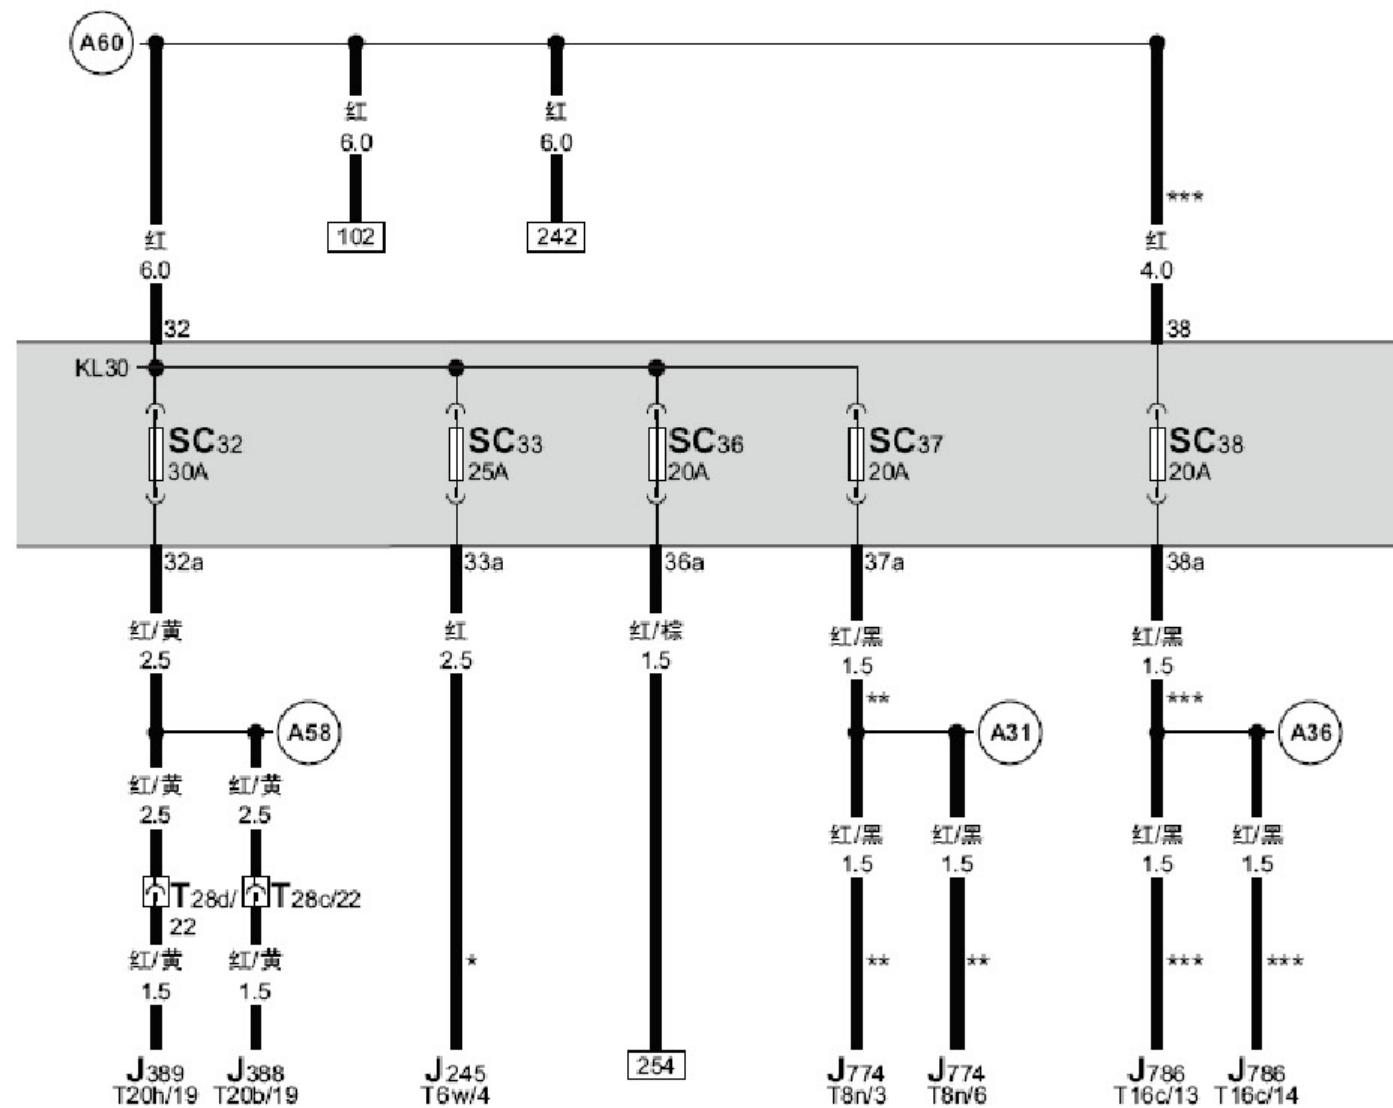 A60
红
6.0
红
6.0
***
102
242
红
6.0
红
4.0
32
38
KL30
SC32
30A
SC33
25A
SC36
20A
SC37
20A
SC38
20A
32a
33a
36a
37a
38a
红/黄
2.5
红
2.5
红/棕
1.5
红/黑
1.5
红/黑
1.5
**
***
A58
A31
A36
红/黄
2.5
红/黄
2.5
红/黑
1.5
红/黑
1.5
红/黑
1.5
红/黑
1.5
T28d/
22
T28c/22
红/黄
1.5
红/黄
1.5
*
**
**
***
***
J389
T20h/19
J388
T20b/19
J245
T6w/4
254
J774
T8n/3
J774
T8n/6
J786
T16c/13
J786
T16c/14